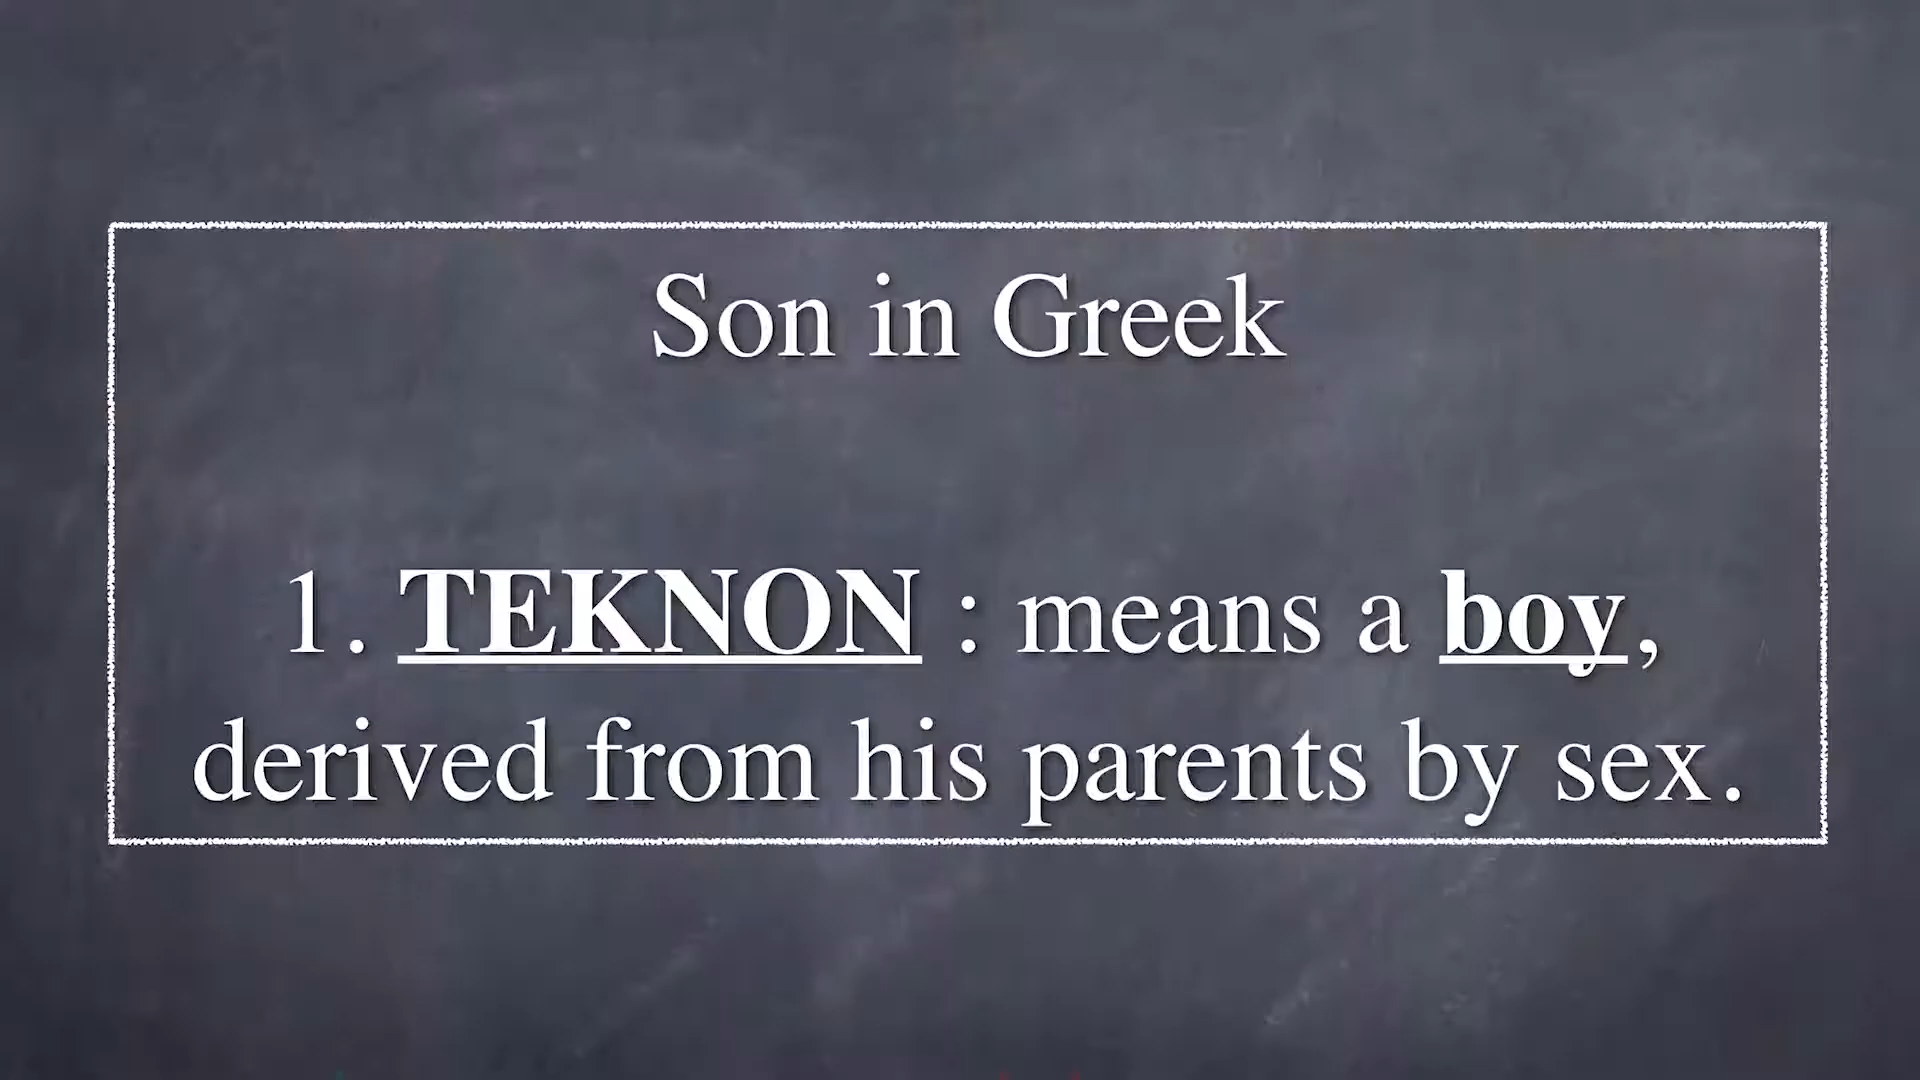 Son in Greek
1. TEKNON : means a boy,
derived from his parents by sex.